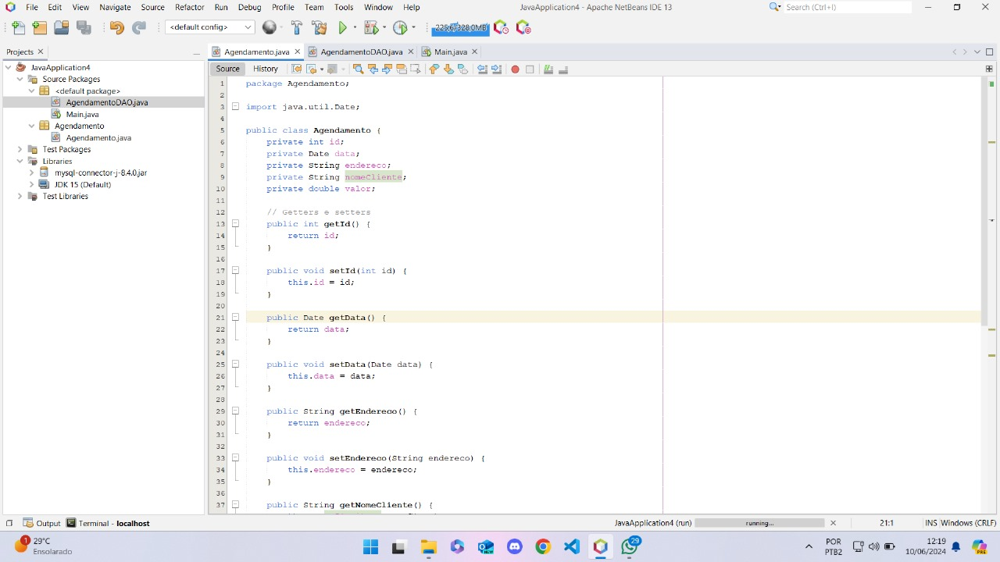 File Edit View Navigate Source Refactor Run Debug Profile Team Tools Window Help JavaApplication4 - Apache NetBeans IDE 13 Search (Ctrl+I)
<default config> 225,6/328,0MB
Projects Agendamento.java AgendamentoDAO.java Main.java
Source History
JavaApplication4
Source Packages
<default package>
AgendamentoDAO.java
Main.java
Agendamento
Agendamento.java
Test Packages
Libraries
mysql-connector-j-8.4.0.jar
JDK 15 (Default)
Test Libraries
1 package Agendamento;
2
3 import java.util.Date;
4
5 public class Agendamento {
6 private int id;
7 private Date data;
8 private String endereco;
9 private String nomeCliente;
10 private double valor;
11
12 // Getters e setters
13 public int getId() {
14 return id;
15 }
16
17 public void setId(int id) {
18 this.id = id;
19 }
20
21 public Date getData() {
22 return data;
23 }
24
25 public void setData(Date data) {
26 this.data = data;
27 }
28
29 public String getEndereco() {
30 return endereco;
31 }
32
33 public void setEndereco(String endereco) {
34 this.endereco = endereco;
35 }
36
37 public String getNomeCliente() {
Output Terminal - localhost JavaApplication4 (run) running... 21:1 INS Windows (CRLF)
1 29°C
Ensolarado
29
POR
PTB2
12:19
10/06/2024
PRE